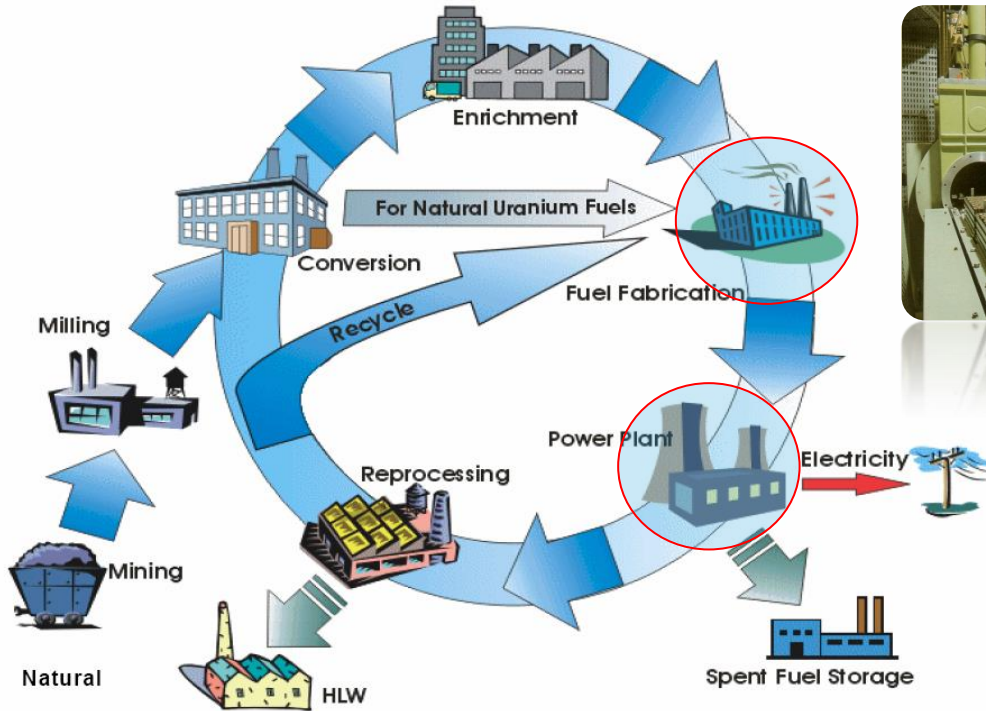 Enrichment
For Natural Uranium Fuels
Conversion
Fuel Fabrication
Recycle
Milling
Power Plant
Electricity
Reprocessing
Mining
Natural
HLW
Spent Fuel Storage